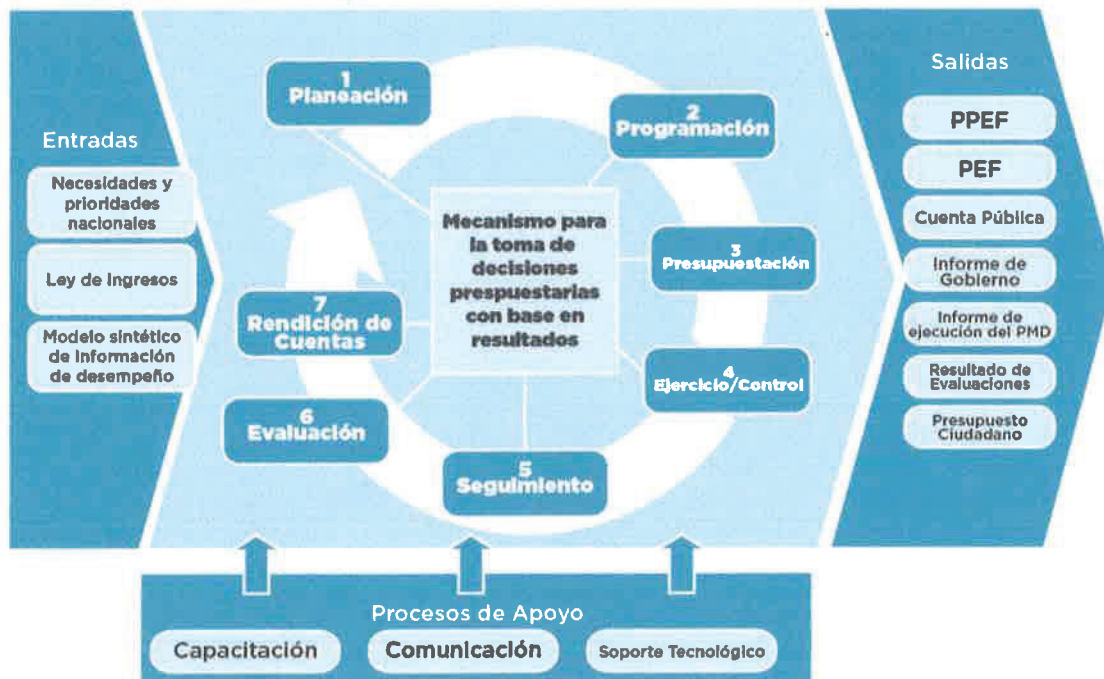 Entradas
Necesidades y
prioridades
nacionales
Ley de Ingresos
Modelo sintético
de información
de desempeño
1
Planeación
2
Programación
3
Presupuestación
4
Ejercicio/Control
5
Seguimiento
6
Evaluación
7
Rendición de
Cuentas
Mecanismo para
la toma de
decisiones
prespuestarias
con base en
resultados
Salidas
PPEF
PEF
Cuenta Pública
Informe de
Gobierno
Informe de
ejecución del PMD
Resultado de
Evaluaciones
Presupuesto
Ciudadano
Procesos de Apoyo
Capacitación
Comunicación
Soporte Tecnológico